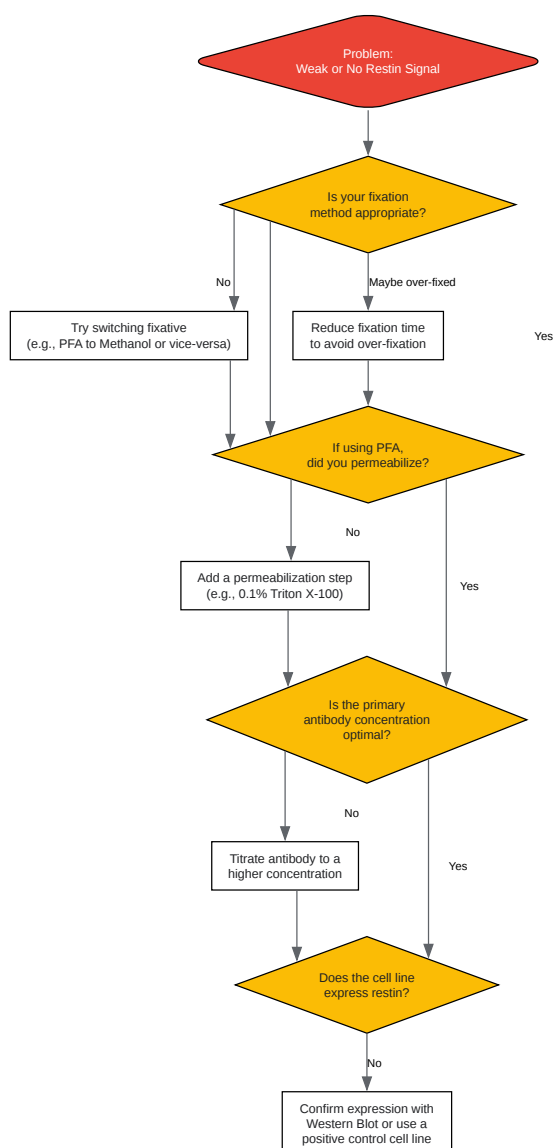 Problem:
Weak or No Restin Signal
Is your fixation
method appropriate?
No
Maybe over-fixed
Try switching fixative
(e.g., PFA to Methanol or vice-versa)
Reduce fixation time
to avoid over-fixation
Yes
If using PFA,
did you permeabilize?
No
Add a permeabilization step
(e.g., 0.1% Triton X-100)
Yes
Is the primary
antibody concentration
optimal?
No
Titrate antibody to a
higher concentration
Yes
Does the cell line
express restin?
No
Confirm expression with
Western Blot or use a
positive control cell line